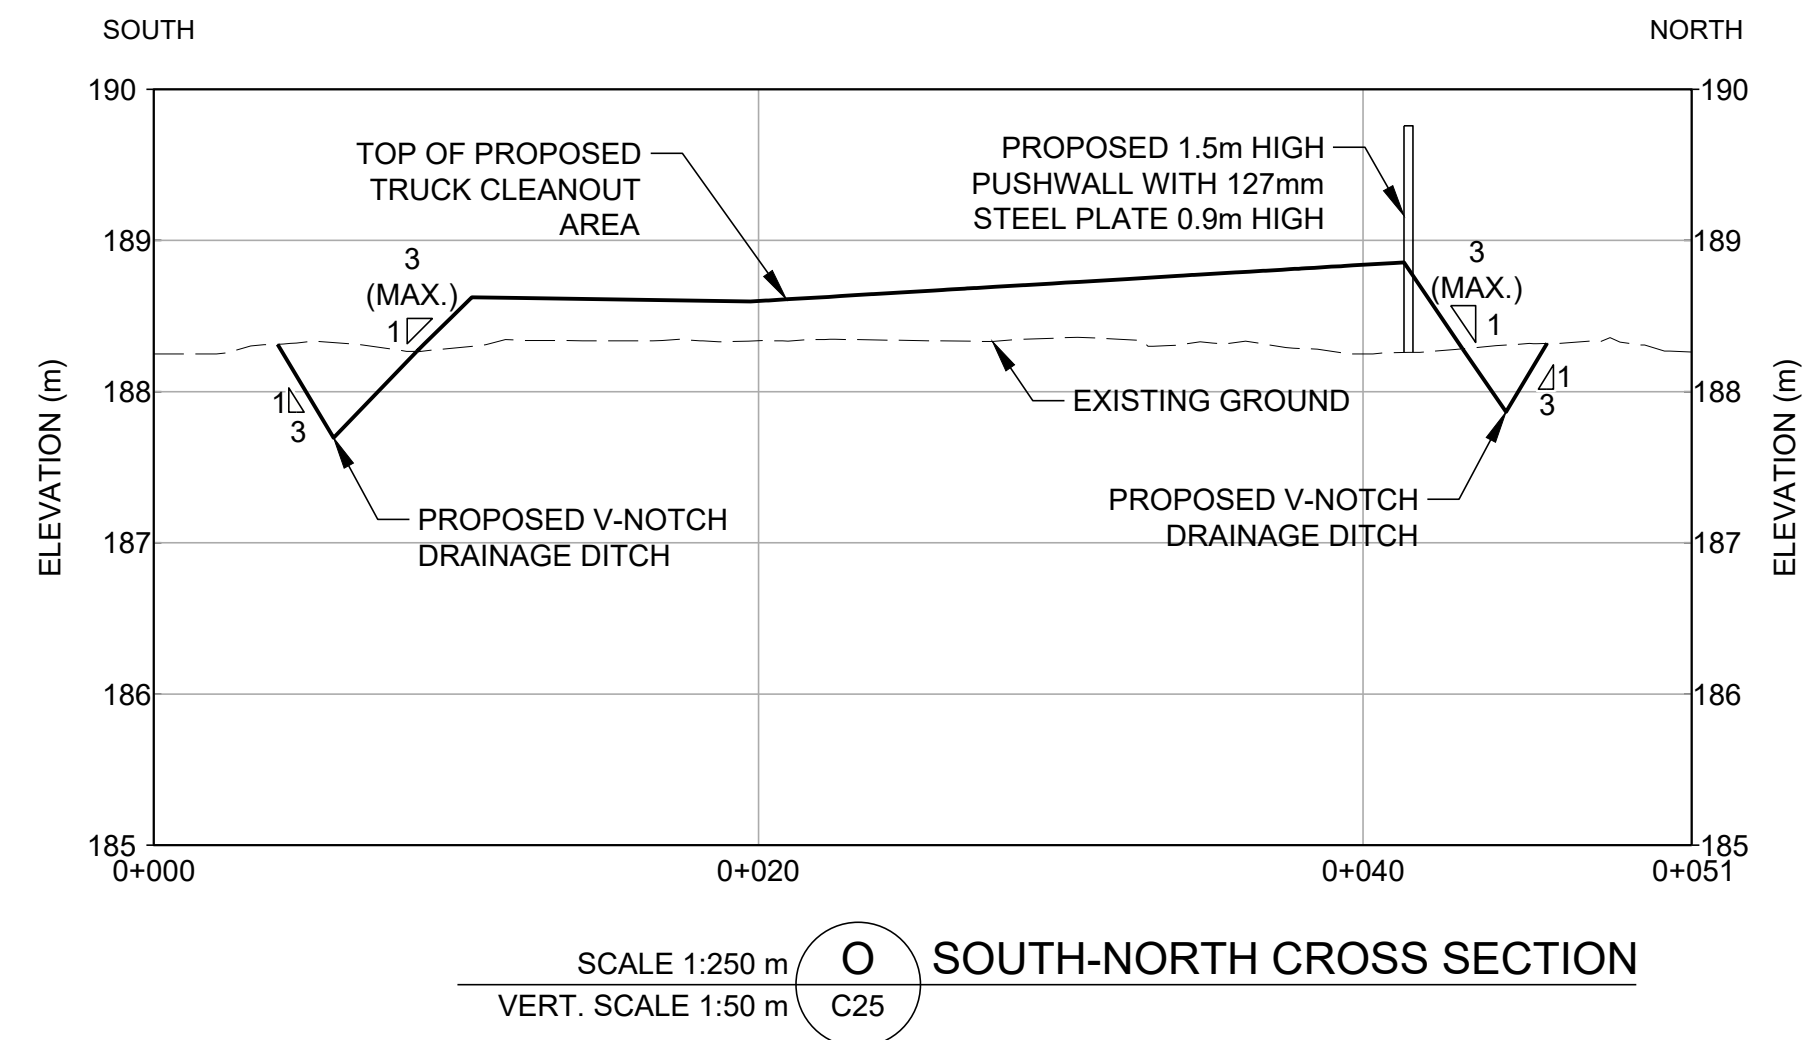 SOUTH
NORTH
190
190
TOP OF PROPOSED
TRUCK CLEANOUT
AREA
PROPOSED 1.5m HIGH
PUSHWALL WITH 127mm
STEEL PLATE 0.9m HIGH
189
189
3
(MAX.)
1
3
(MAX.)
1
ELEVATION (m)
ELEVATION (m)
188
188
1
3
EXISTING GROUND
1
3
PROPOSED V-NOTCH
DRAINAGE DITCH
PROPOSED V-NOTCH
DRAINAGE DITCH
187
187
186
186
185
185
0+000
0+020
0+040
0+051
SCALE 1:250 m
VERT. SCALE 1:50 m
O
C25
SOUTH-NORTH CROSS SECTION